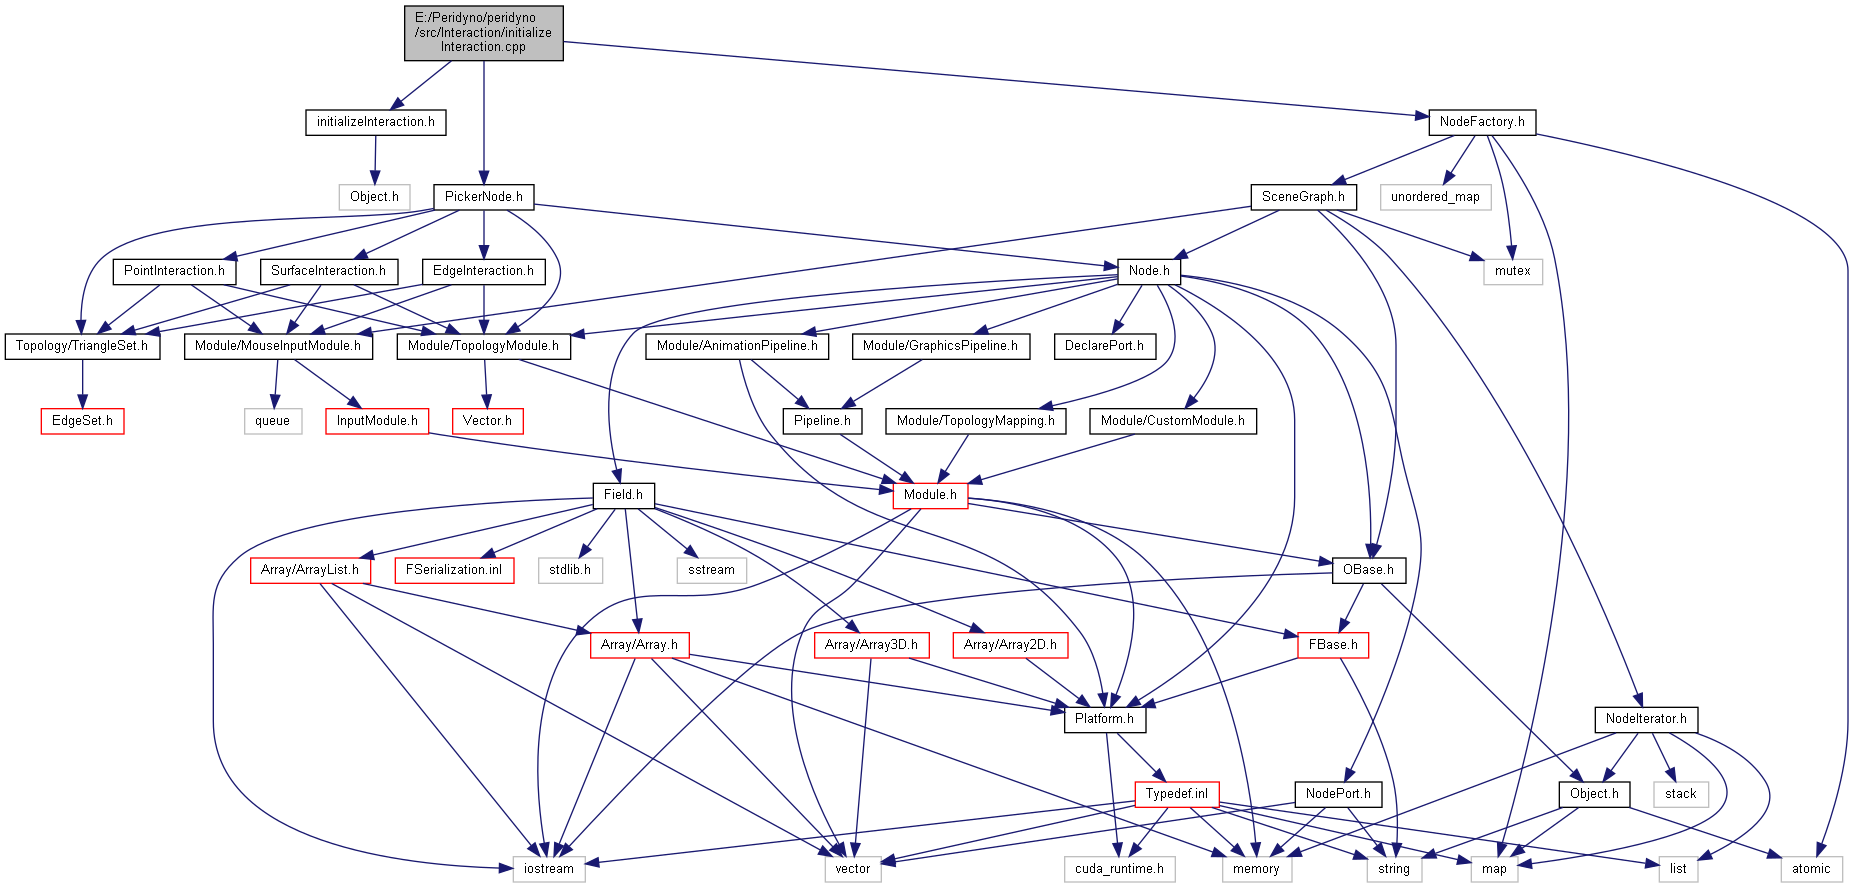 E:/Peridyno/peridyno
/src/Interaction/initialize
Interaction.cpp
initializeInteraction.h
NodeFactory.h
Object.h
PickerNode.h
SceneGraph.h
unordered_map
PointInteraction.h
SurfaceInteraction.h
EdgeInteraction.h
Node.h
mutex
Topology/TriangleSet.h
Module/MouseInputModule.h
Module/TopologyModule.h
Module/AnimationPipeline.h
Module/GraphicsPipeline.h
DeclarePort.h
EdgeSet.h
queue
InputModule.h
Vector.h
Pipeline.h
Module/TopologyMapping.h
Module/CustomModule.h
Field.h
Module.h
Array/ArrayList.h
FSerialization.inl
stdlib.h
sstream
OBase.h
Array/Array.h
Array/Array3D.h
Array/Array2D.h
FBase.h
Platform.h
NodeIterator.h
Typedef.inl
NodePort.h
Object.h
stack
iostream
vector
cuda_runtime.h
memory
string
map
list
atomic